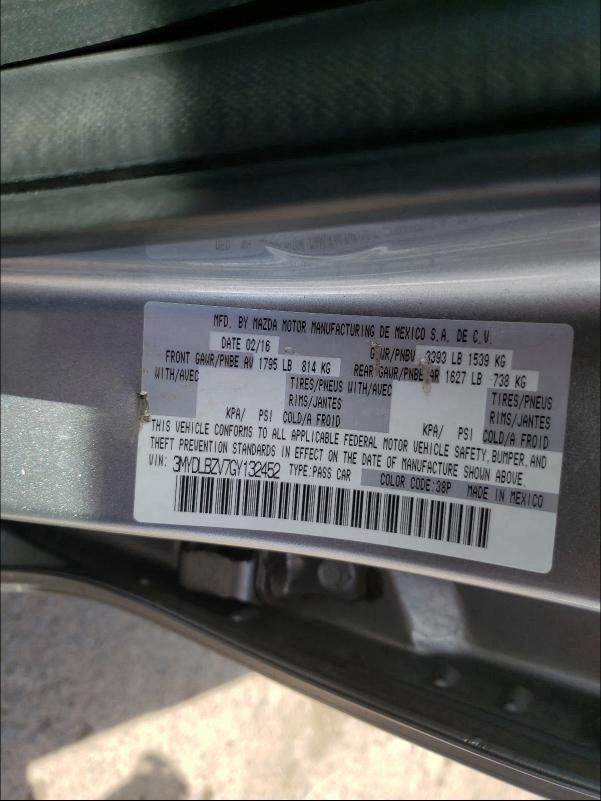 MFD. BY MAZDA MOTOR MANUFACTURING DE MEXICO S.A. DE C.V.
DATE 02/16 GVWR/PNBV 3393 LB 1539 KG
FRONT GAWR/PNBE AV 1795 LB 814 KG REAR GAWR/PNBE AR 1627 LB 738 KG
WITH/AVEC TIRES/PNEUS WITH/AVEC TIRES/PNEUS
RIMS/JANTES RIMS/JANTES
KPA/ PSI COLD/A FROID KPA/ PSI COLD/A FROID
THIS VEHICLE CONFORMS TO ALL APPLICABLE FEDERAL MOTOR VEHICLE SAFETY, BUMPER, AND
THEFT PREVENTION STANDARDS IN EFFECT ON THE DATE OF MANUFACTURE SHOWN ABOVE.
VIN: 3MYDLBZV7GY132452 TYPE:PASS CAR COLOR CODE:38P MADE IN MEXICO